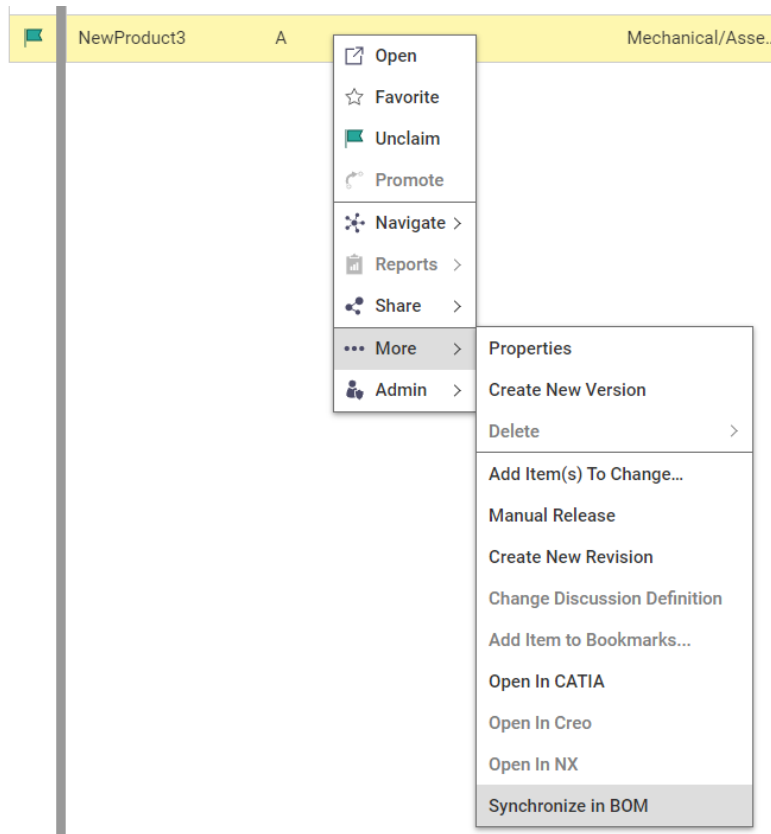 NewProduct3 A Mechanical/Asse...
Open
Favorite
Unclaim
Promote
Navigate
Reports
Share
More
Admin
Properties
Create New Version
Delete
Add Item(s) To Change...
Manual Release
Create New Revision
Change Discussion Definition
Add Item to Bookmarks...
Open In CATIA
Open In Creo
Open In NX
Synchronize in BOM